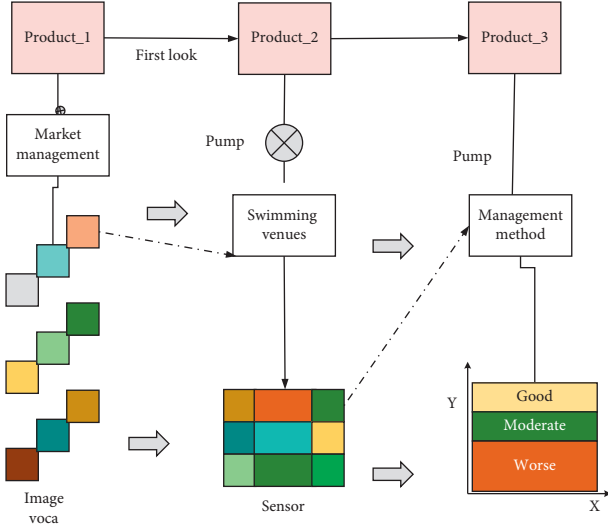 Product_1
Product_2
Product_3
First look
Market
management
Pump
Pump
Swimming
venues
Management
method
Y
Good
Moderate
Worse
X
Image
voca
Sensor